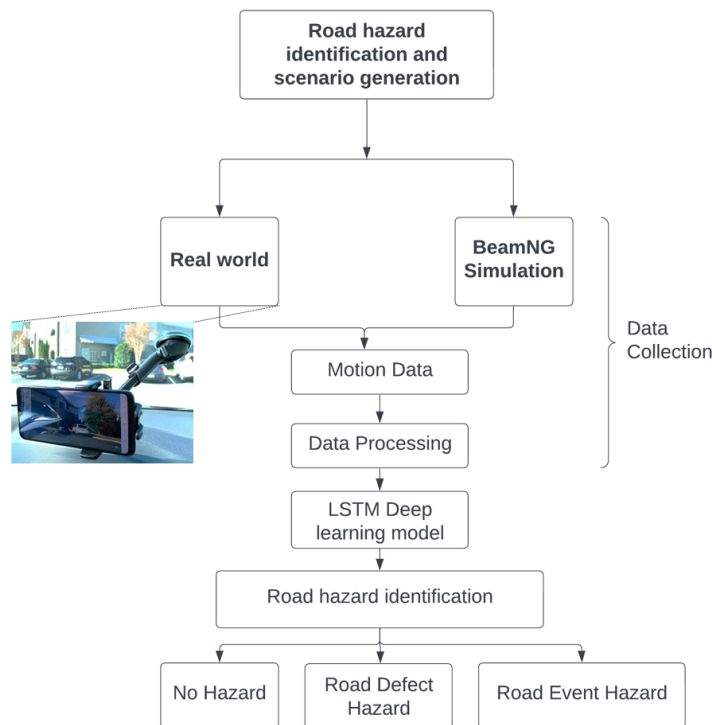 Road hazard
identification and
scenario generation
Real world
BeamNG
Simulation
Data
Collection
Motion Data
Data Processing
LSTM Deep
learning model
Road hazard identification
No Hazard
Road Defect
Hazard
Road Event Hazard